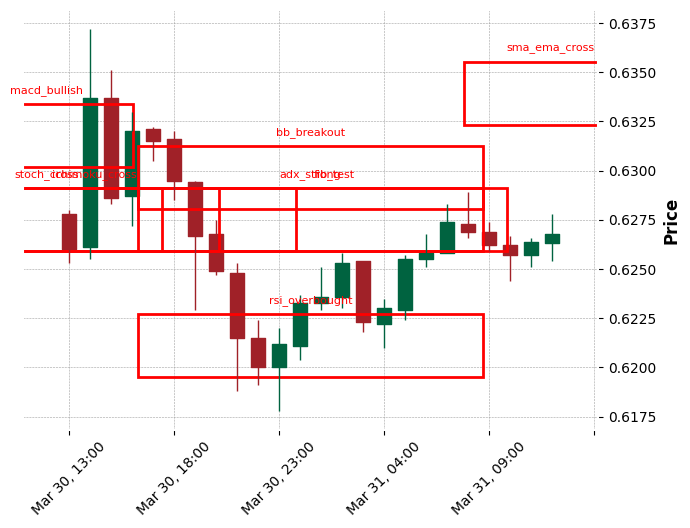 0.6375
sma_ema_cross
0.6350
macd_bullish
0.6325
bb_breakout
0.6300
stoch_cross
adx_strong
fib_test
0.6275
0.6250
rsi_overbought
0.6225
0.6200
0.6175
Price
Mar 30, 13:00
Mar 30, 18:00
Mar 30, 23:00
Mar 31, 04:00
Mar 31, 09:00